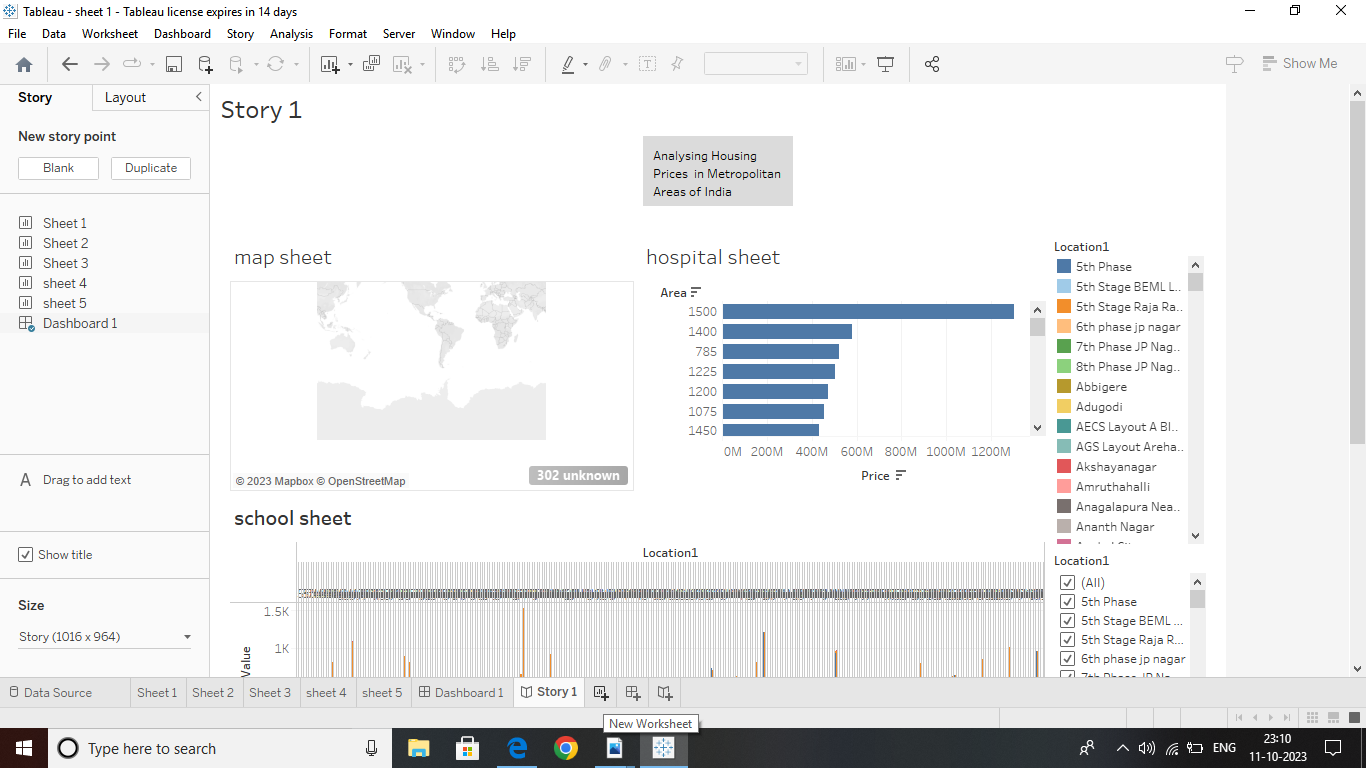 Tableau - sheet 1 - Tableau license expires in 14 days
File Data Worksheet Dashboard Story Analysis Format Server Window Help
Show Me
Story Layout
New story point
Blank Duplicate
Sheet 1
Sheet 2
Sheet 3
sheet 4
sheet 5
Dashboard 1
A Drag to add text
Show title
Size
Story (1016 x 964)
Story 1
Analysing Housing
Prices in Metropolitan
Areas of India
map sheet
302 unknown
© 2023 Mapbox © OpenStreetMap
hospital sheet
Area
1500
1400
785
1225
1200
1075
1450
0M 200M 400M 600M 800M 1000M 1200M
Price
Location1
5th Phase
5th Stage BEML L..
5th Stage Raja Ra..
6th phase jp nagar
7th Phase JP Nag..
8th Phase JP Nag..
Abbigere
Adugodi
AECS Layout A Bl..
AGS Layout Areha..
Akshayanagar
Amruthahalli
Anagalapura Nea..
Ananth Nagar
school sheet
Location1
1.5K
1K
Value
Location1
(All)
5th Phase
5th Stage BEML ...
5th Stage Raja R...
6th phase jp nagar
Data Source Sheet 1 Sheet 2 Sheet 3 sheet 4 sheet 5 Dashboard 1 Story 1
New Worksheet
Type here to search
ENG
23:10
11-10-2023